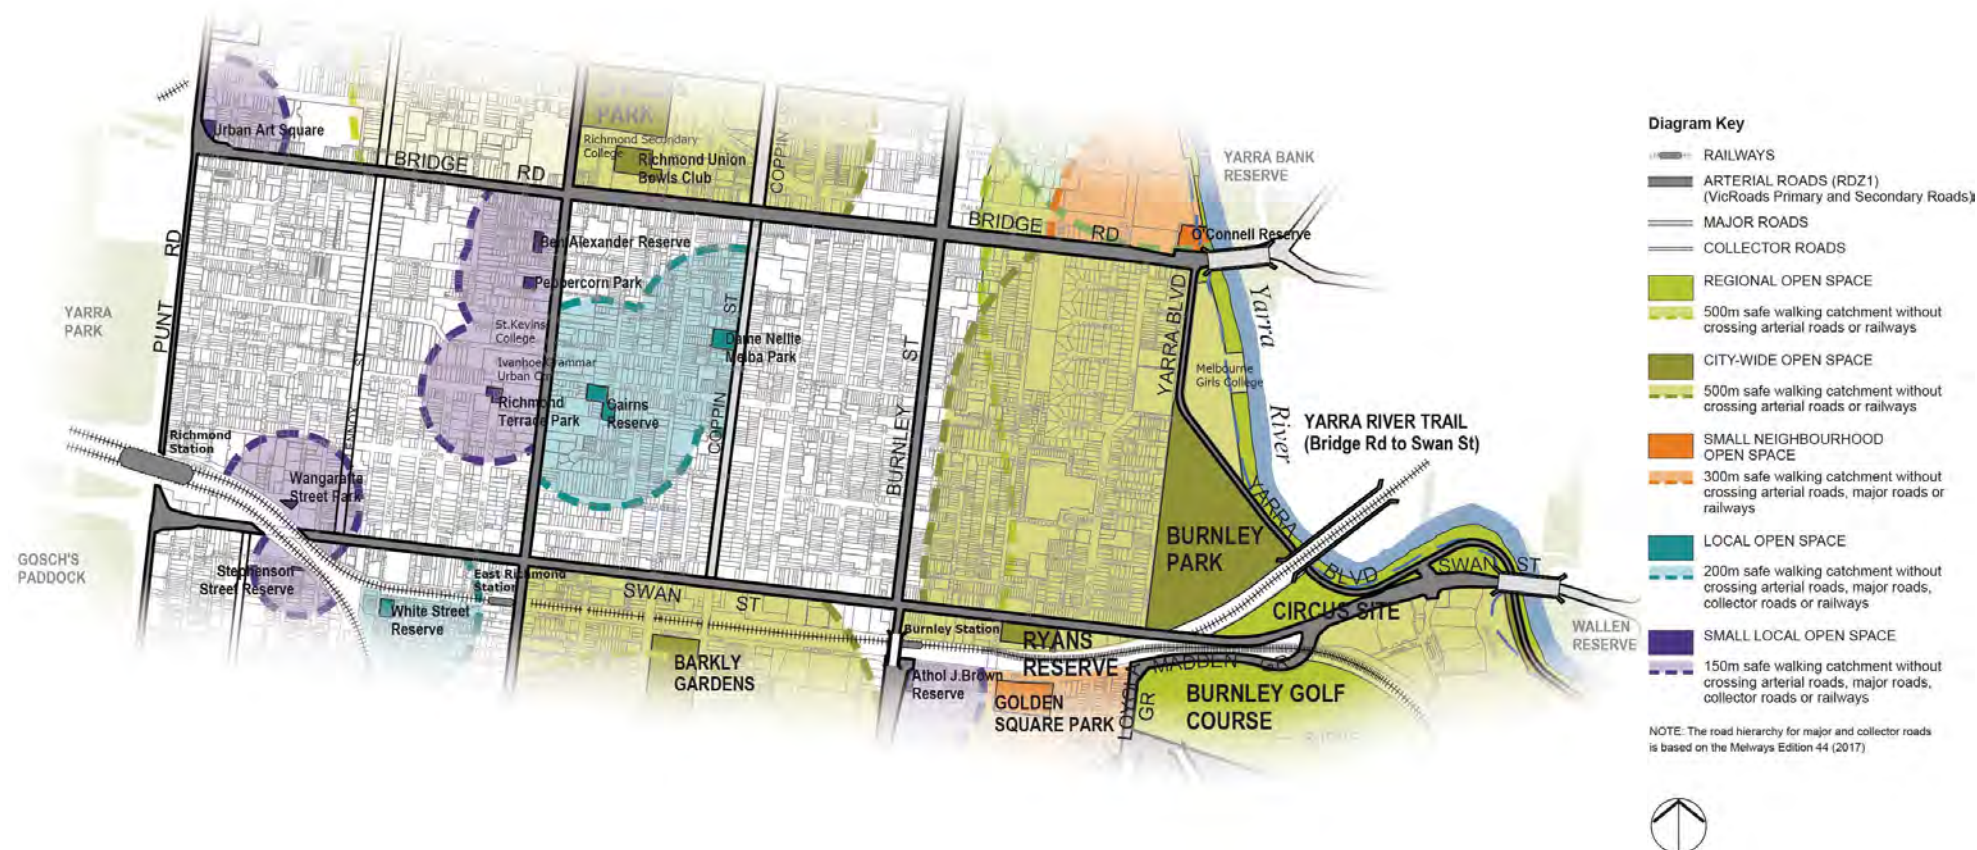 PARK
Richmond Secondary
College
Richmond Union
Bowls Club
Urban Art Square
COPPIN
YARRA BANK
RESERVE
BRIDGE
RD
BRIDGE
RD
O'Connell Reserve
Ben Alexander Reserve
Peppercorn Park
PUNT
RD
YARRA
PARK
St.Kevins
College
Ivanhoe Grammar
Richmond
Terrace Park
Dame Nellie
Melba Park
Cairns
Reserve
COPPIN
ST
BURNLEY
ST
YARRA BLVD
Yarra
River
Melbourne
Girls College
YARRA RIVER TRAIL
(Bridge Rd to Swan St)
Richmond
Station
Wangaratta
Street Park
GOSCH'S
PADDOCK
Stephenson
Street Reserve
East Richmond
Station
White Street
Reserve
SWAN
ST
BURNLEY
PARK
YARRA
BLVD
SWAN
ST
CIRCUS SITE
WALLEN
RESERVE
Burnley Station
RYANS
RESERVE
BARKLY
GARDENS
Athol J.Brown
Reserve
GOLDEN
SQUARE PARK
MADDEN
GR
LOYOLA
GR
BURNLEY GOLF
COURSE
Diagram Key
RAILWAYS
ARTERIAL ROADS (RDZ1)
(VicRoads Primary and Secondary Roads)
MAJOR ROADS
COLLECTOR ROADS
REGIONAL OPEN SPACE
500m safe walking catchment without
crossing arterial roads or railways
CITY-WIDE OPEN SPACE
500m safe walking catchment without
crossing arterial roads or railways
SMALL NEIGHBOURHOOD
OPEN SPACE
300m safe walking catchment without
crossing arterial roads, major roads or
railways
LOCAL OPEN SPACE
200m safe walking catchment without
crossing arterial roads, major roads,
collector roads or railways
SMALL LOCAL OPEN SPACE
150m safe walking catchment without
crossing arterial roads, major roads,
collector roads or railways
NOTE: The road hierarchy for major and collector roads
is based on the Melways Edition 44 (2017)